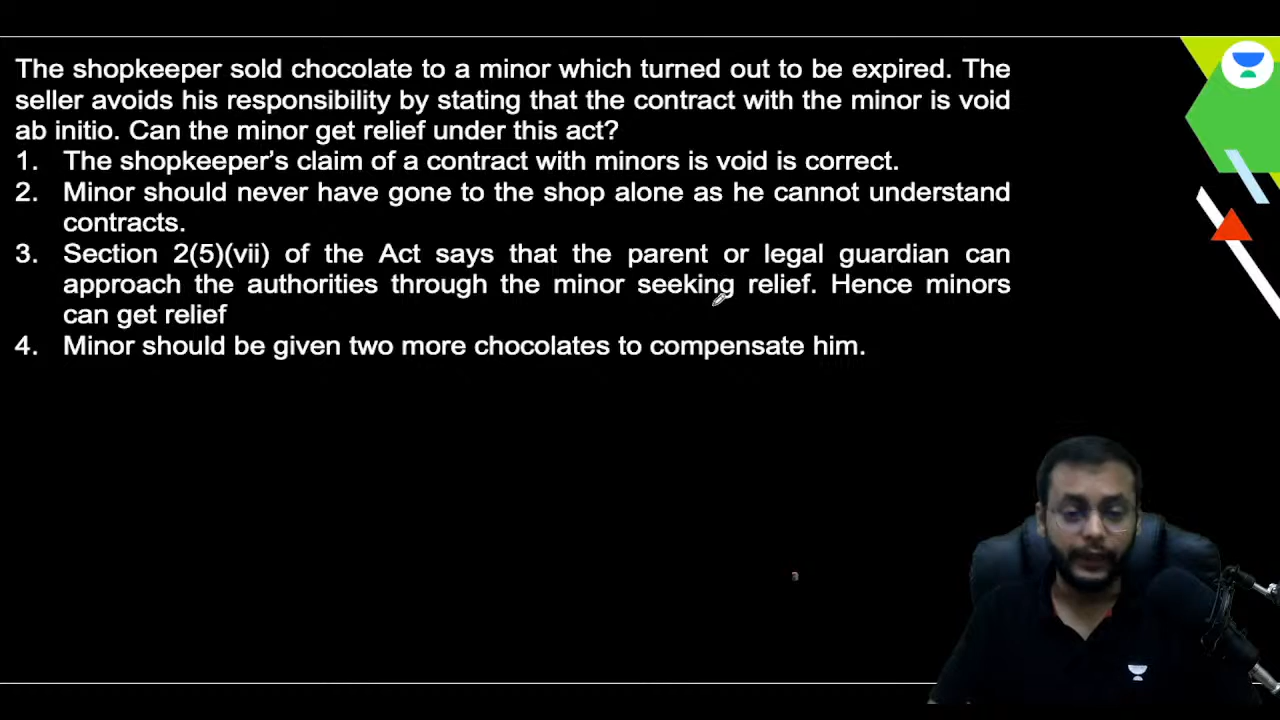 The shopkeeper sold chocolate to a minor which turned out to be expired. The
seller avoids his responsibility by stating that the contract with the minor is void
ab initio. Can the minor get relief under this act?
1. The shopkeeper's claim of a contract with minors is void is correct.
2. Minor should never have gone to the shop alone as he cannot understand
contracts.
3. Section 2(5)(vii) of the Act says that the parent or legal guardian can
approach the authorities through the minor seeking relief. Hence minors
can get relief
4. Minor should be given two more chocolates to compensate him.